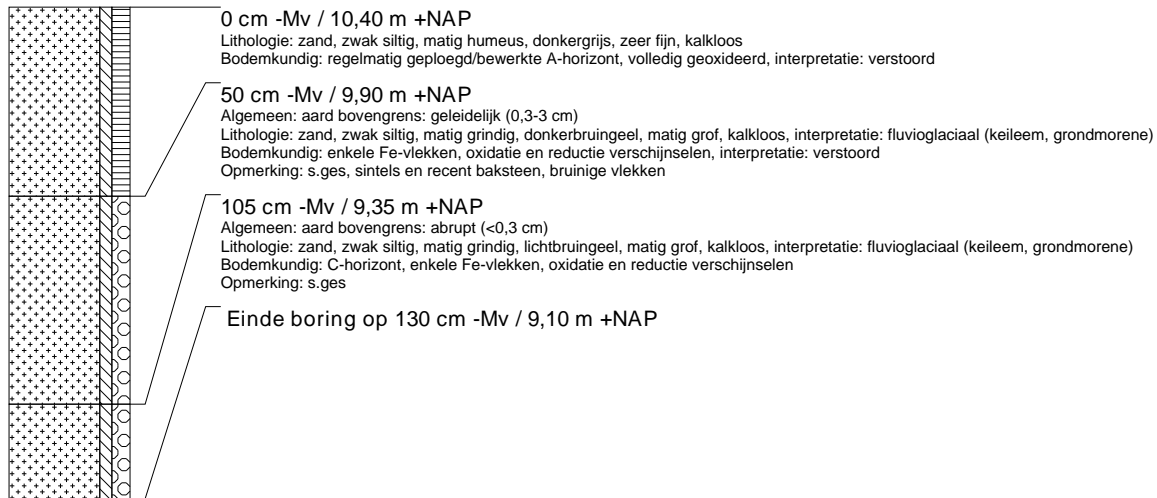 0 cm -Mv / 10,40 m +NAP
Lithologie: zand, zwak siltig, matig humeus, donkergrijs, zeer fijn, kalkloos
Bodemkundig: regelmatig geploegd/bewerkte A-horizont, volledig geoxideerd, interpretatie: verstoord
50 cm -Mv / 9,90 m +NAP
Algemeen: aard bovengrens: geleidelijk (0,3-3 cm)
Lithologie: zand, zwak siltig, matig grindig, donkerbruingeel, matig grof, kalkloos, interpretatie: fluvioglaciaal (keileem, grondmorene)
Bodemkundig: enkele Fe-vlekken, oxidatie en reductie verschijnselen, interpretatie: verstoord
Opmerking: s.ges, sintels en recent baksteen, bruinige vlekken
105 cm -Mv / 9,35 m +NAP
Algemeen: aard bovengrens: abrupt (<0,3 cm)
Lithologie: zand, zwak siltig, matig grindig, lichtbruingeel, matig grof, kalkloos, interpretatie: fluvioglaciaal (keileem, grondmorene)
Bodemkundig: C-horizont, enkele Fe-vlekken, oxidatie en reductie verschijnselen
Opmerking: s.ges
Einde boring op 130 cm -Mv / 9,10 m +NAP